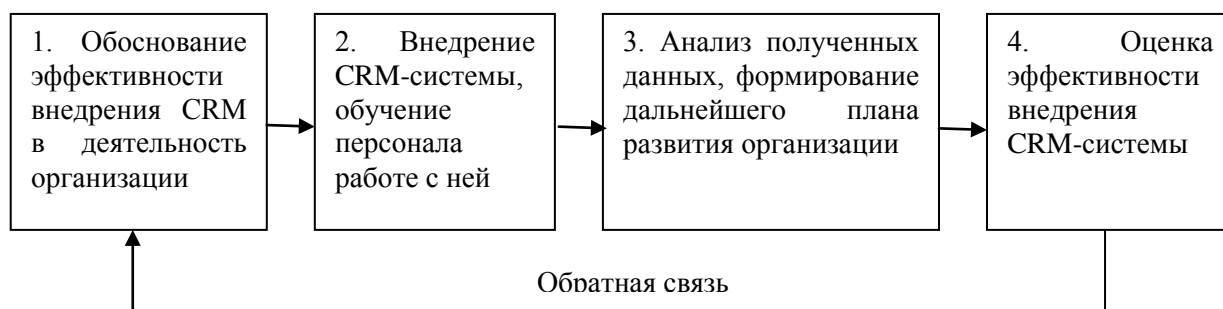 1. Обоснование
эффективности
внедрения CRM
в деятельность
организации
2. Внедрение
CRM-системы,
обучение
персонала
работе с ней
3. Анализ полученных
данных, формирование
дальнейшего плана
развития организации
4. Оценка
эффективности
внедрения
CRM-системы
Обратная связь